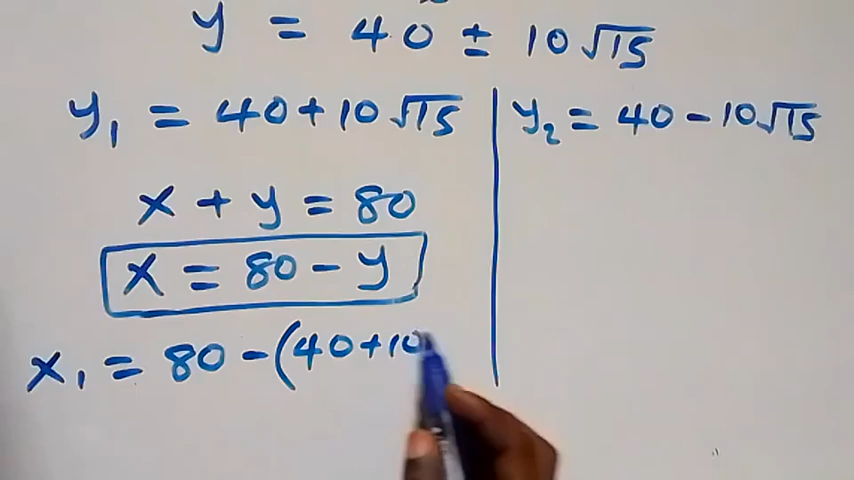 y = 40 ± 10√15
y₁ = 40 + 10√15
y₂ = 40 - 10√15
x + y = 80
x = 80 - y
x₁ = 80 - (40 + 10